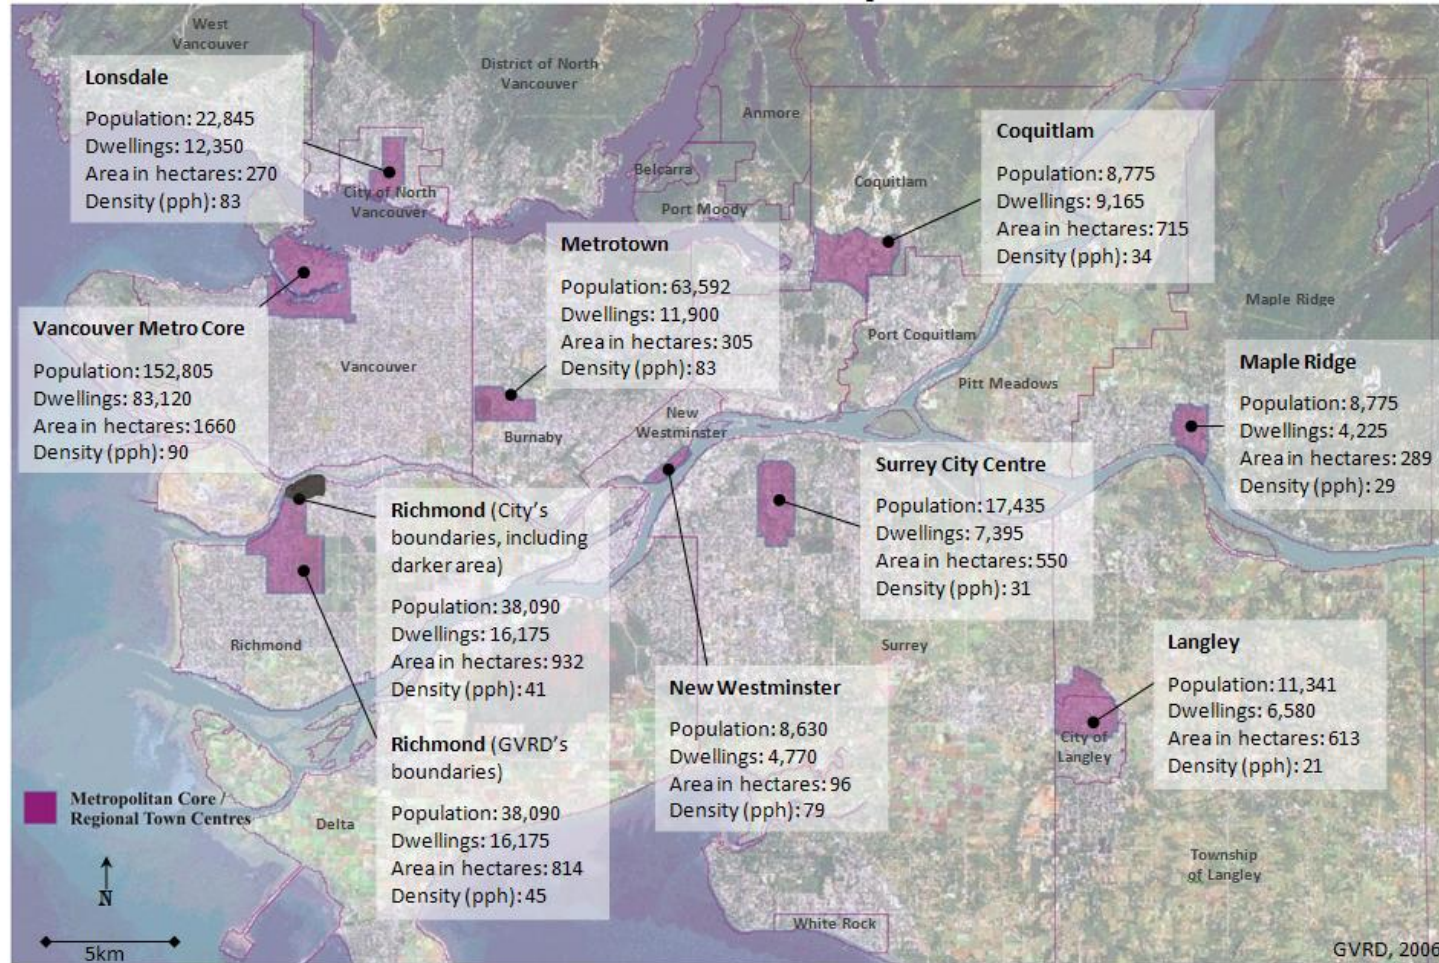 West
Vancouver
District of North
Vancouver
Lonsdale
Population: 22,845
Dwellings: 12,350
Area in hectares: 270
Density (pph): 83
Anmore
Belcarra
Coquitlam
Port Moody
City of North
Vancouver
Coquitlam
Population: 8,775
Dwellings: 9,165
Area in hectares: 715
Density (pph): 34
Metrotown
Population: 63,592
Dwellings: 11,900
Area in hectares: 305
Density (pph): 83
Maple Ridge
Vancouver Metro Core
Population: 152,805
Dwellings: 83,120
Area in hectares: 1660
Density (pph): 90
Vancouver
Port Coquitlam
Pitt Meadows
Maple Ridge
Population: 8,775
Dwellings: 4,225
Area in hectares: 289
Density (pph): 29
New
Westminster
Burnaby
Surrey City Centre
Population: 17,435
Dwellings: 7,395
Area in hectares: 550
Density (pph): 31
Richmond (City's
boundaries, including
darker area)
Population: 38,090
Dwellings: 16,175
Area in hectares: 932
Density (pph): 41
Richmond
Surrey
Langley
Population: 11,341
Dwellings: 6,580
Area in hectares: 613
Density (pph): 21
New Westminster
Population: 8,630
Dwellings: 4,770
Area in hectares: 96
Density (pph): 79
City of
Langley
Richmond (GVRD's
boundaries)
Population: 38,090
Dwellings: 16,175
Area in hectares: 814
Density (pph): 45
Metropolitan Core /
Regional Town Centres
Delta
N
Township
of Langley
White Rock
5km
GVRD, 2006